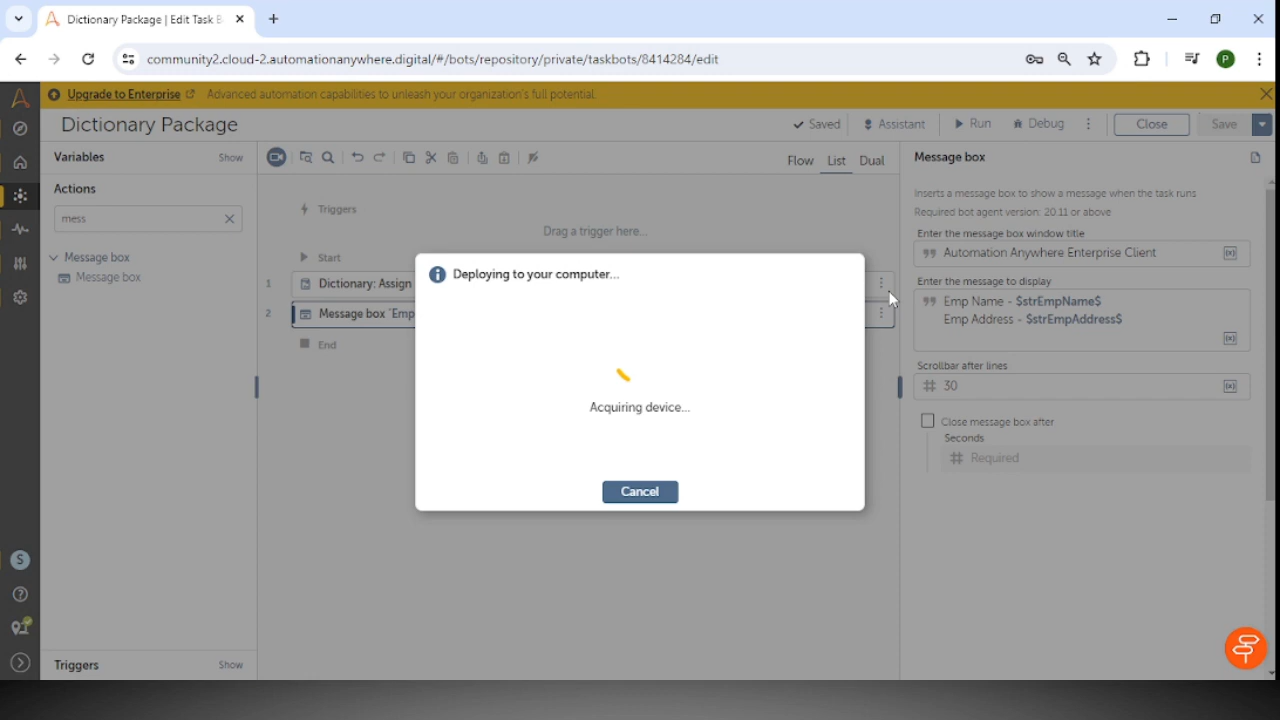 Dictionary Package | Edit Task B
community2.cloud-2.automationanywhere.digital/#/bots/repository/private/taskbots/8414284/edit
P
Upgrade to Enterprise Advanced automation capabilities to unleash your organization's full potential.
Dictionary Package
Saved
Assistant
Run
Debug
Close
Save
Variables
Show
Flow
List
Dual
Message box
Actions
mess
Message box
Message box
Triggers
Drag a trigger here...
Start
1
Dictionary: Assign
2
Message box "Emp
End
Deploying to your computer...
Acquiring device...
Cancel
Inserts a message box to show a message when the task runs
Required bot agent version: 20.11 or above
Enter the message box window title
Automation Anywhere Enterprise Client
Enter the message to display
Emp Name - $strEmpName$
Emp Address - $strEmpAddress$
Scrollbar after lines
# 30
Close message box after
Seconds
# Required
S
Triggers
Show